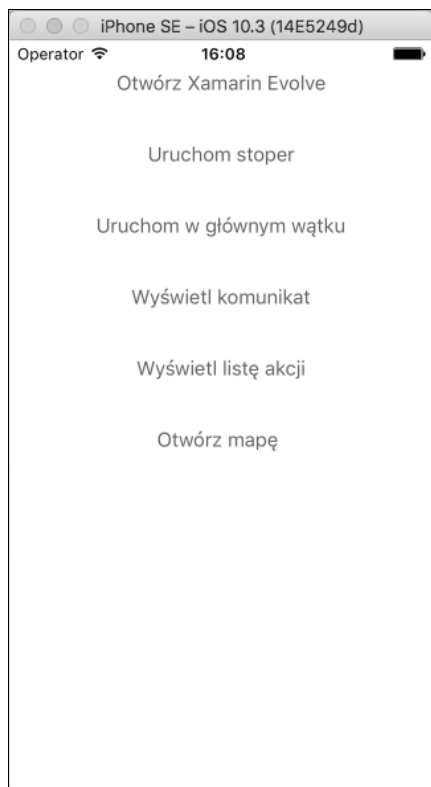 iPhone SE – iOS 10.3 (14E5249d)
Operator 16:08
Otwórz Xamarin Evolve
Uruchom stoper
Uruchom w głównym wątku
Wyświetl komunikat
Wyświetl listę akcji
Otwórz mapę